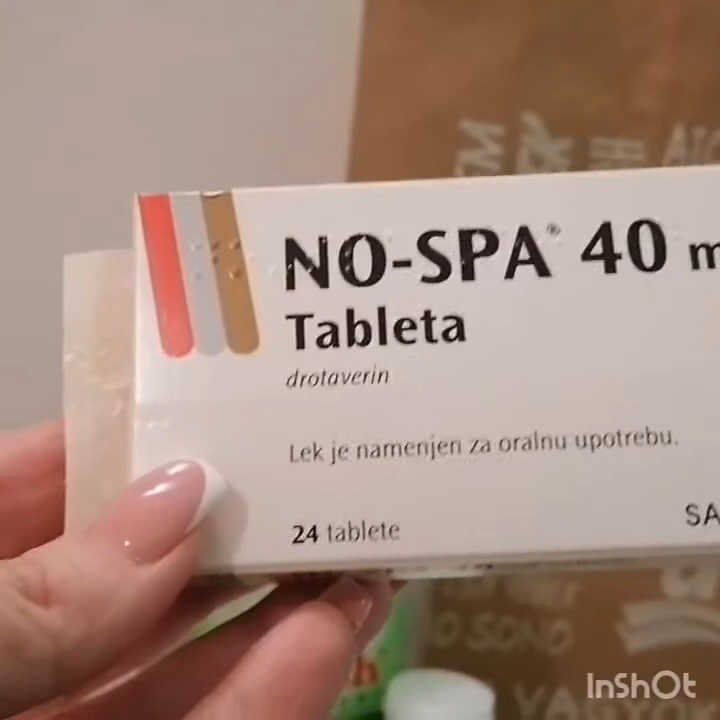 NO-SPA® 40 m
Tableta
drotaverin
Lek je namenjen za oralnu upotrebu.
24 tablete
SA
InShOt